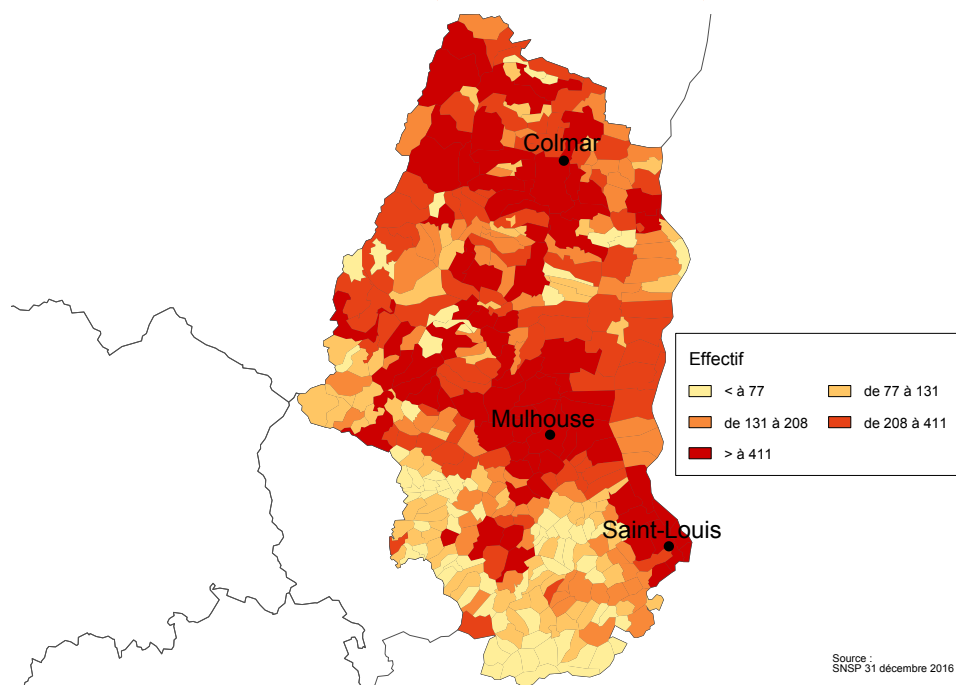 Colmar
Mulhouse
Saint-Louis
Effectif
< à 77
de 77 à 131
de 131 à 208
de 208 à 411
> à 411
Source :
SNSP 31 décembre 2016